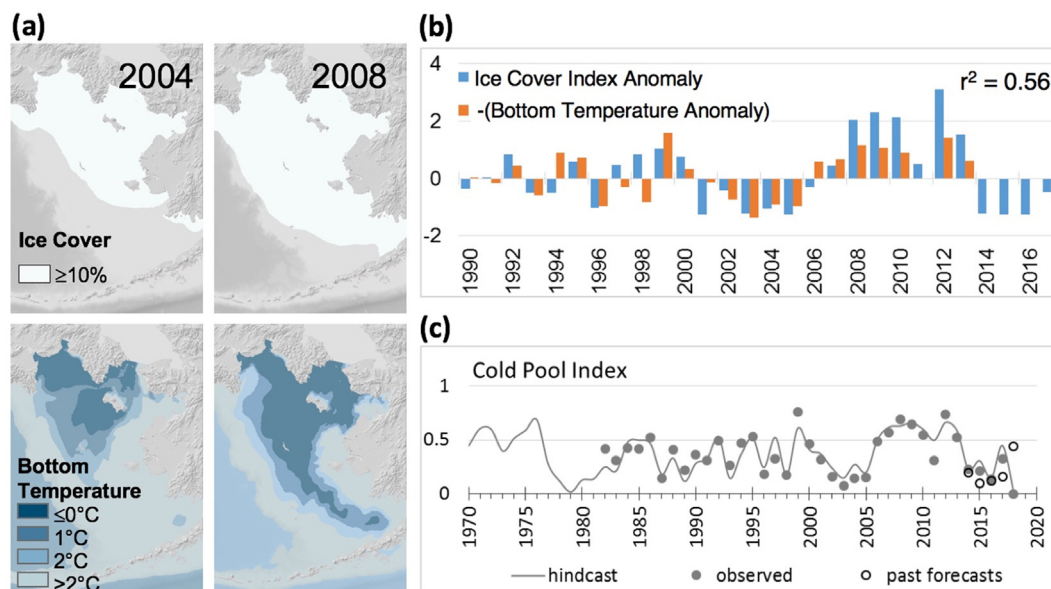 (a)
2004
2008
Ice Cover
≥10%
Bottom
Temperature
≤0°C
1°C
2°C
>2°C
(b)
4
2
0
-2
Ice Cover Index Anomaly
-(Bottom Temperature Anomaly)
r² = 0.56
1990
1992
1994
1996
1998
2000
2002
2004
2006
2008
2010
2012
2014
2016
(c)
Cold Pool Index
1
0.5
0
1970
1975
1980
1985
1990
1995
2000
2005
2010
2015
2020
hindcast
observed
past forecasts